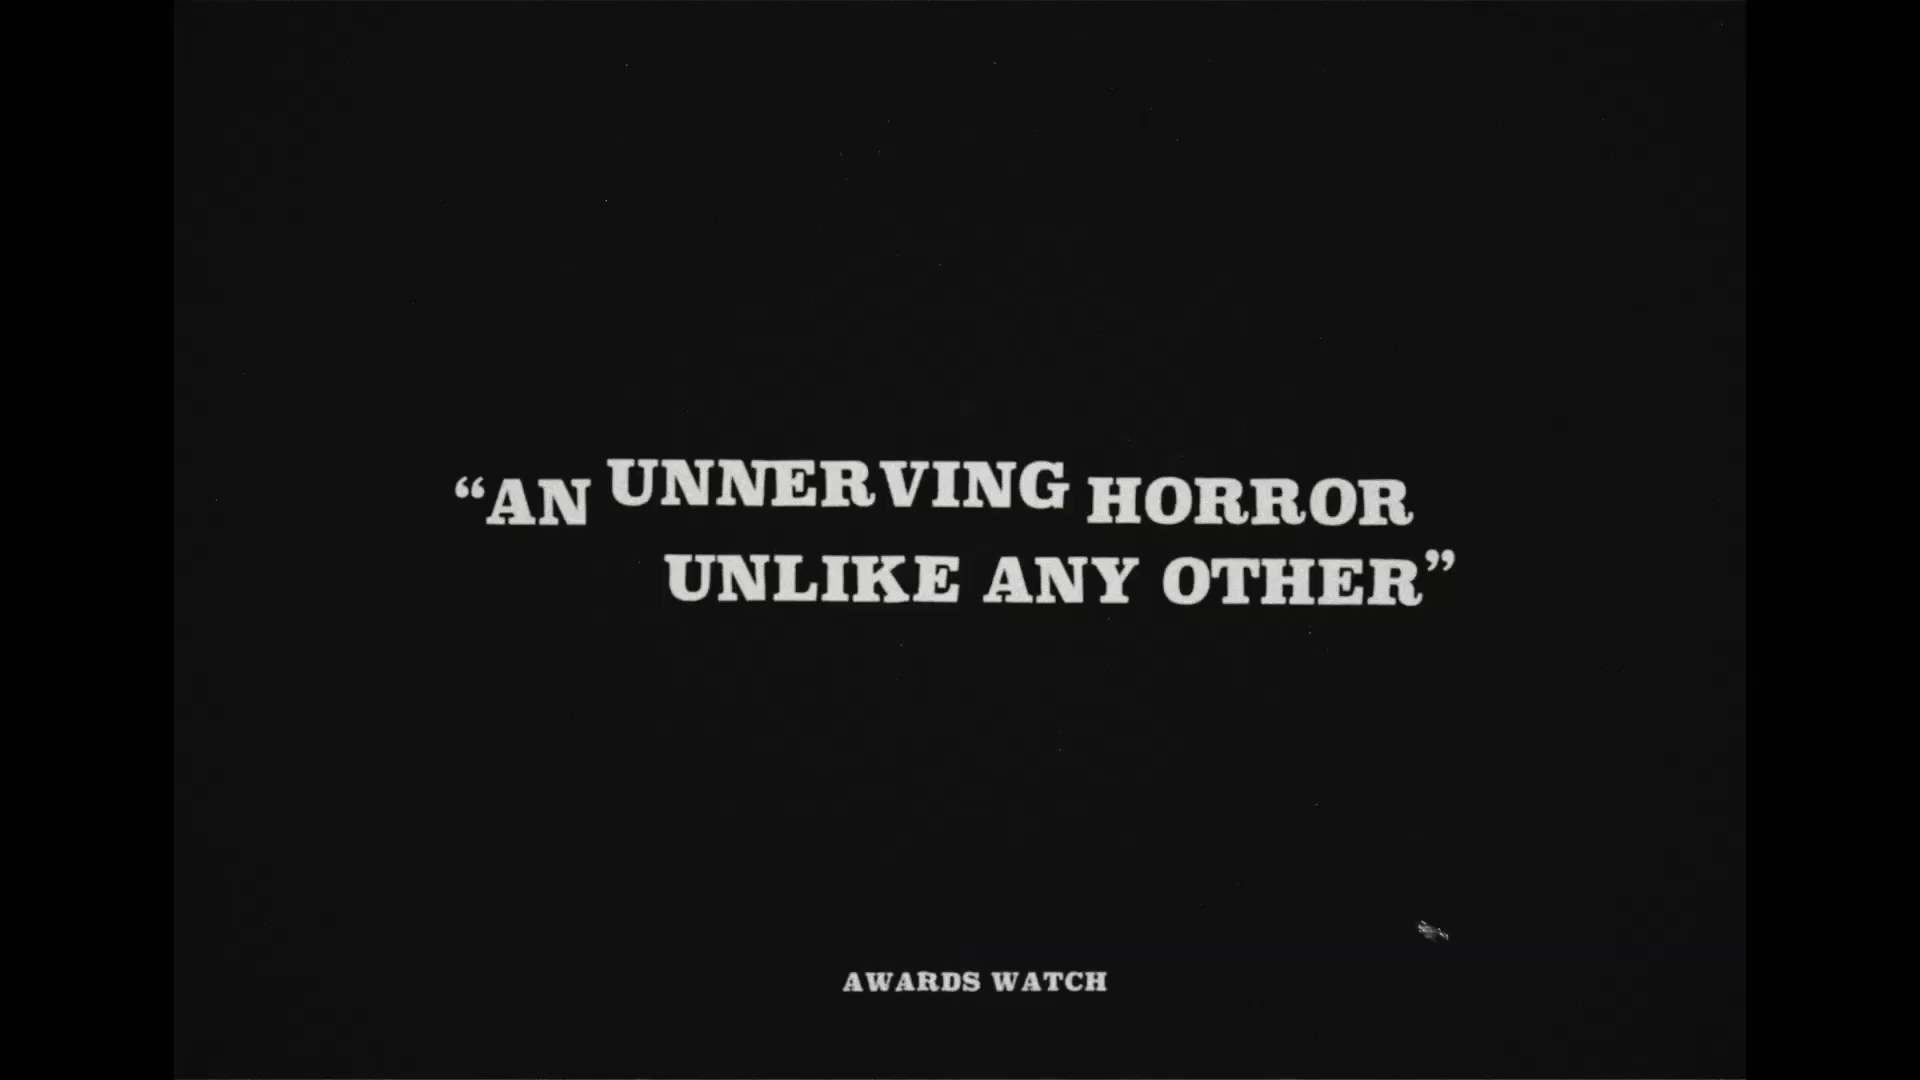 “AN UNNERVING HORROR
UNLIKE ANY OTHER”
AWARDS WATCH